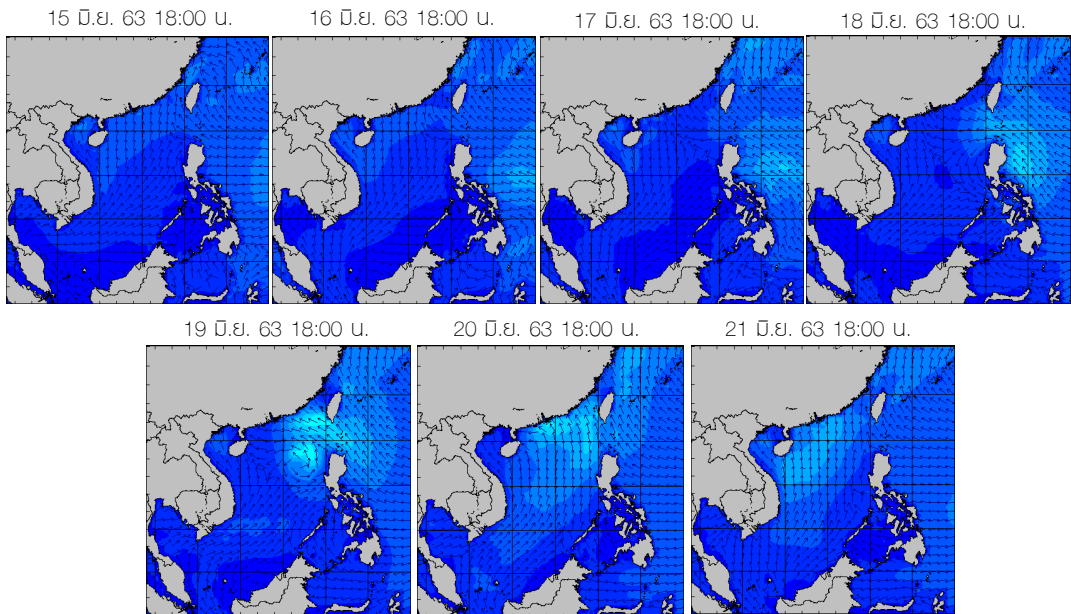 15 มิ.ย. 63 18:00 น.
16 มิ.ย. 63 18:00 น.
17 มิ.ย. 63 18:00 น.
18 มิ.ย. 63 18:00 น.
19 มิ.ย. 63 18:00 น.
20 มิ.ย. 63 18:00 น.
21 มิ.ย. 63 18:00 น.